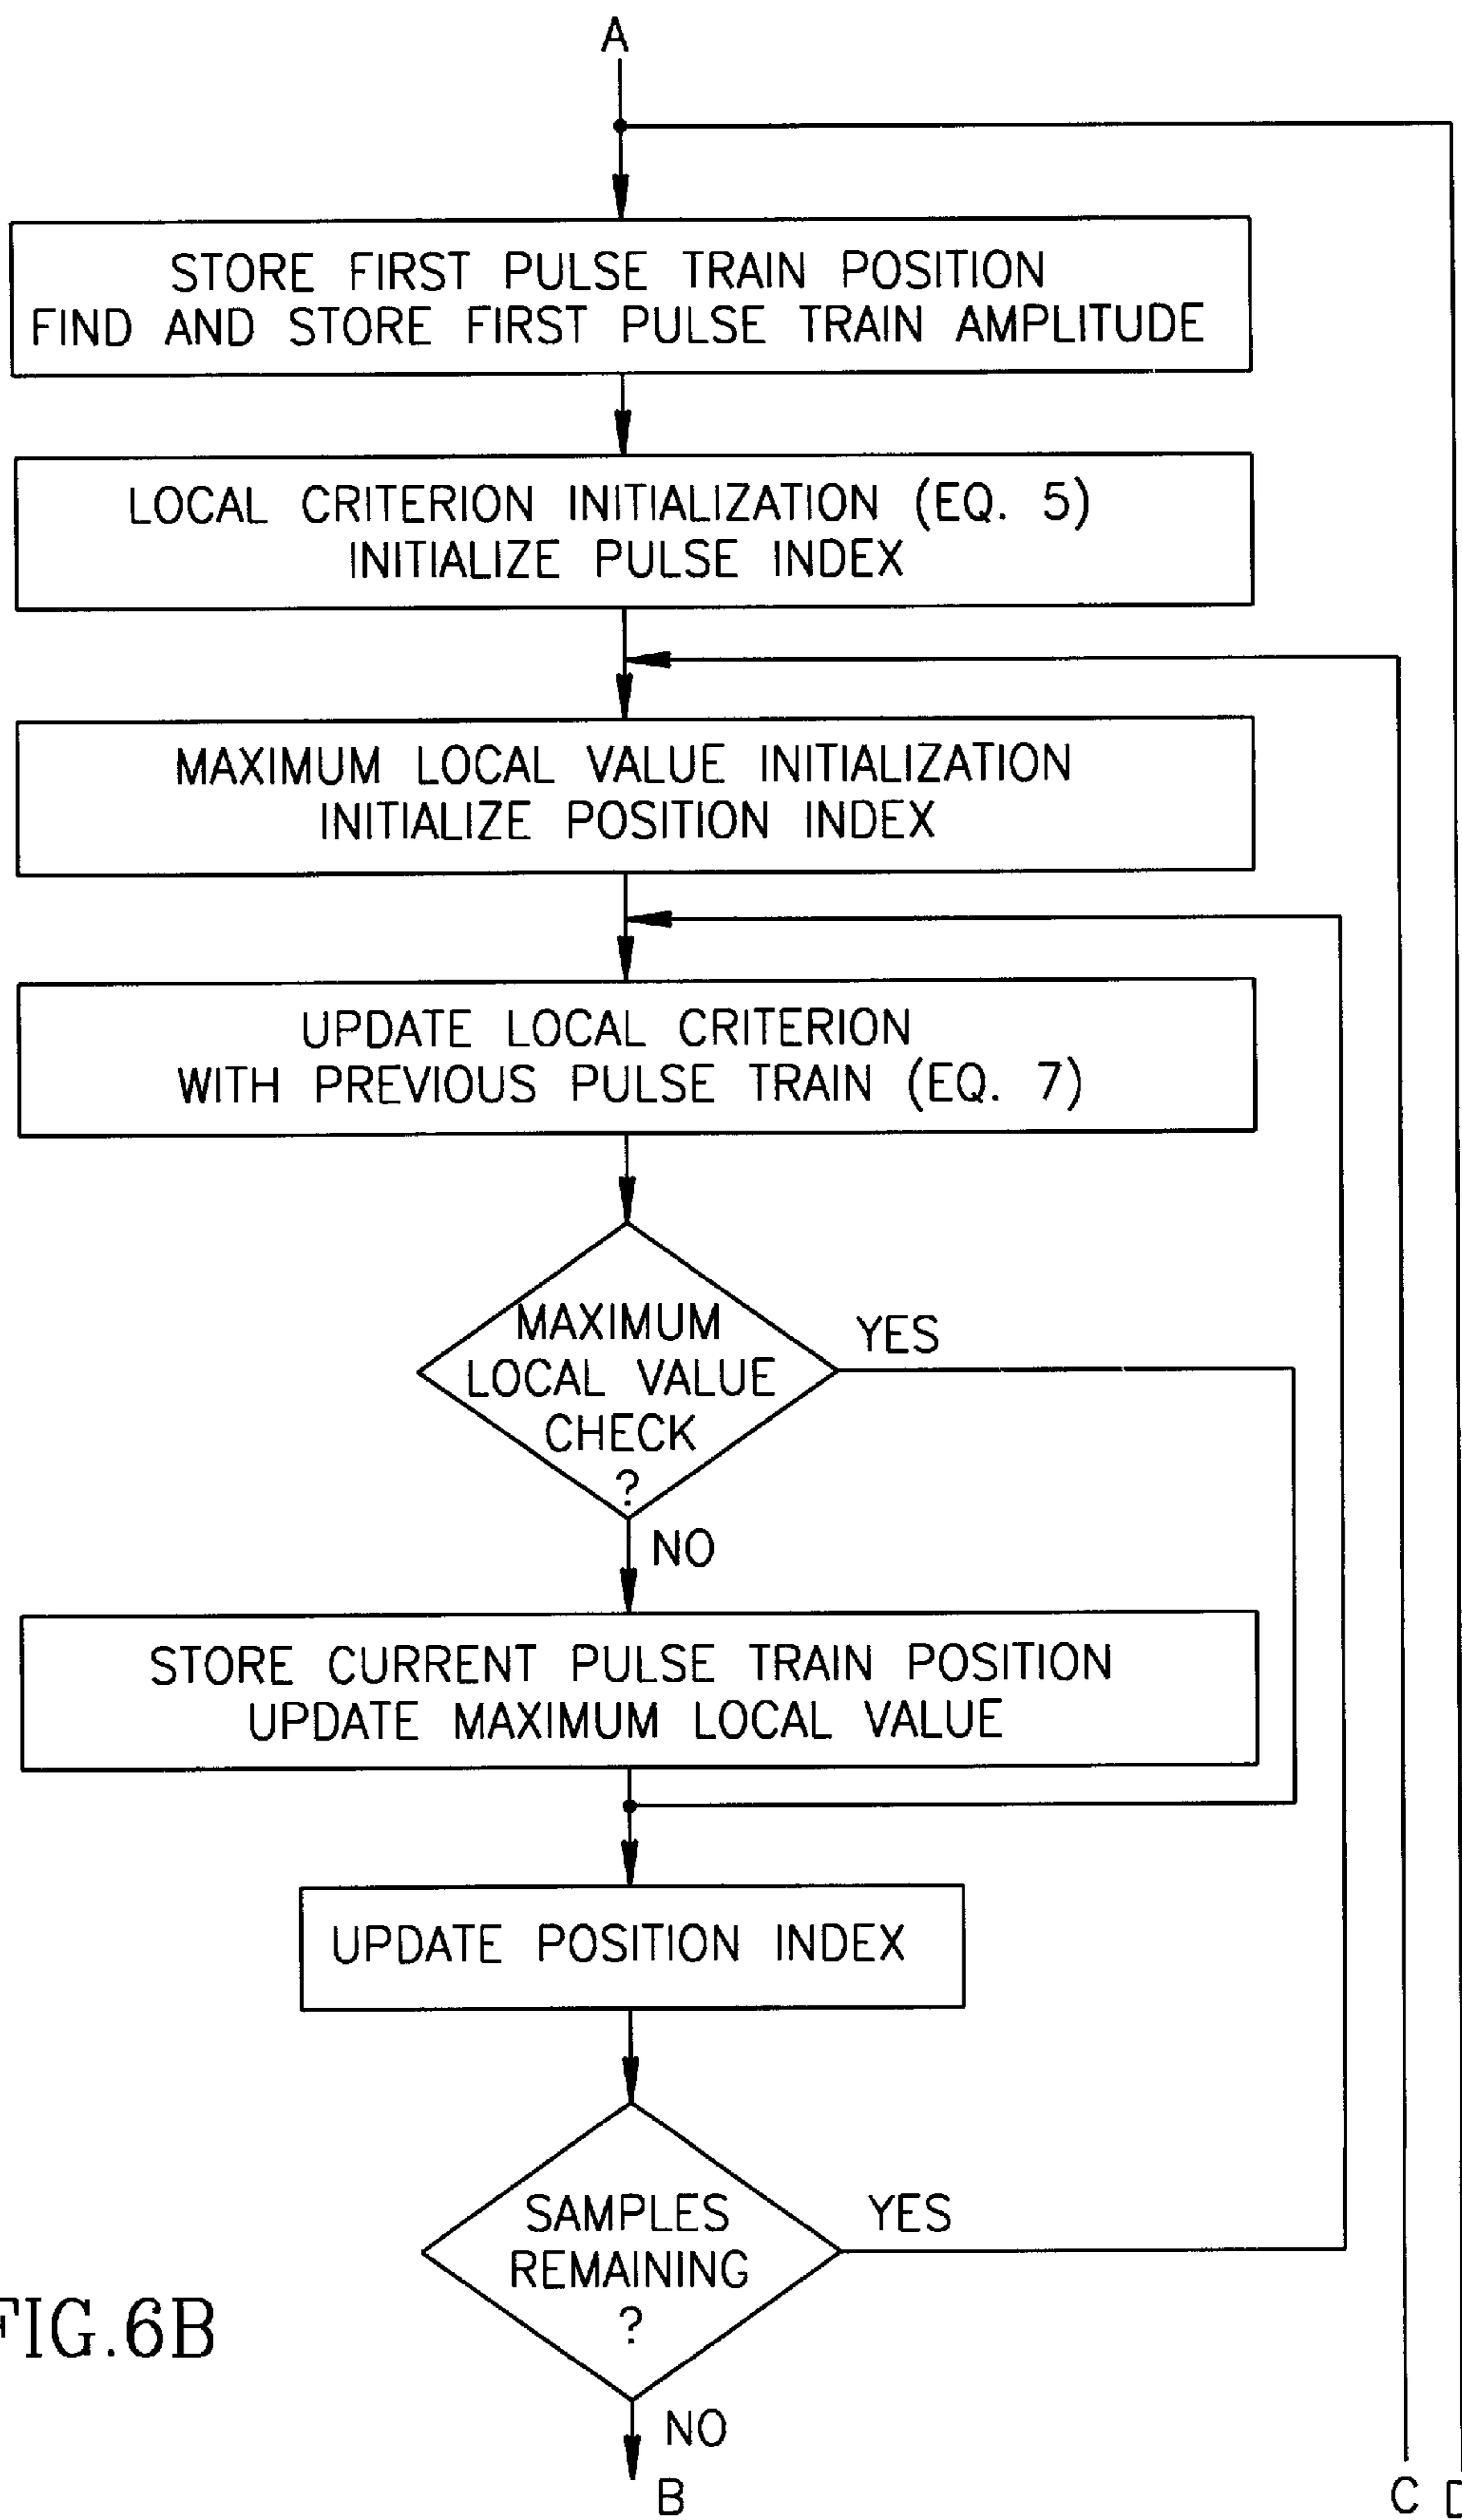 A
STORE FIRST PULSE TRAIN POSITION
FIND AND STORE FIRST PULSE TRAIN AMPLITUDE
LOCAL CRITERION INITIALIZATION (EQ. 5)
INITIALIZE PULSE INDEX
MAXIMUM LOCAL VALUE INITIALIZATION
INITIALIZE POSITION INDEX
UPDATE LOCAL CRITERION
WITH PREVIOUS PULSE TRAIN (EQ. 7)
MAXIMUM
LOCAL VALUE
CHECK
?
YES
NO
STORE CURRENT PULSE TRAIN POSITION
UPDATE MAXIMUM LOCAL VALUE
UPDATE POSITION INDEX
SAMPLES
REMAINING
?
YES
FIG.6B
NO
B
C D